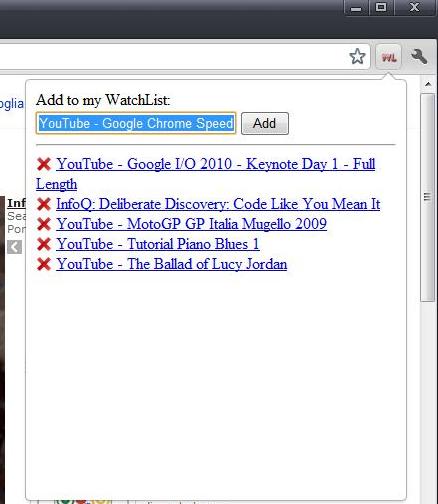 WL
oglia
Add to my WatchList:
YouTube - Google Chrome Speed
Add
YouTube - Google I/O 2010 - Keynote Day 1 - Full
Length
InfoQ: Deliberate Discovery: Code Like You Mean It
YouTube - MotoGP GP Italia Mugello 2009
YouTube - Tutorial Piano Blues 1
YouTube - The Ballad of Lucy Jordan
Inf
Sea
Por